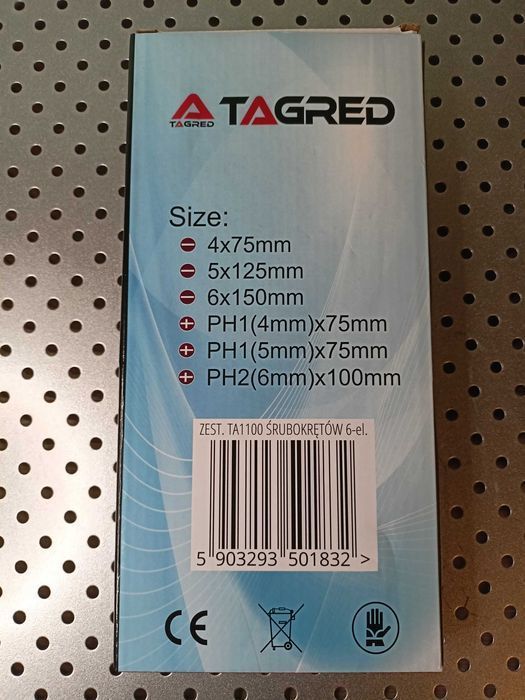 TAGRED
TAGRED
Size:
4x75mm
5x125mm
6x150mm
PH1(4mm)x75mm
PH1(5mm)x75mm
PH2(6mm)x100mm
ZEST. TA1100 ŚRUBOKRĘTÓW 6-el.
5 903293 501832 >
CE